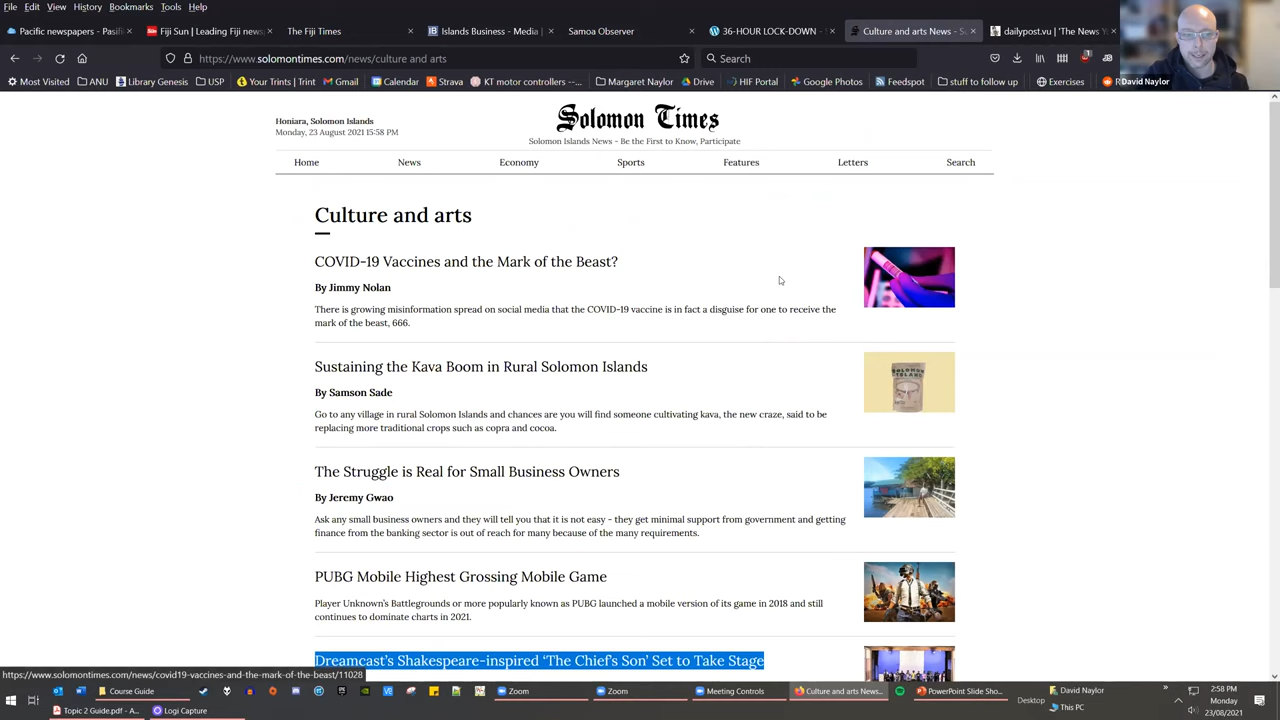 File Edit View History Bookmarks Tools Help
Pacific newspapers - Pasifi
Fiji Sun | Leading Fiji news
The Fiji Times
Islands Business - Media |
Samoa Observer
36-HOUR LOCK-DOWN -
Culture and arts News - S
dailypost.vu | 'The News Y
https://www.solomontimes.com/news/culture and arts
Search
Most Visited
ANU
Library Genesis
USP
Your Trints | Trint
Gmail
Calendar
Strava
KT motor controllers --...
Margaret Naylor
Drive
HIF Portal
Google Photos
Feedspot
stuff to follow up
Exercises
David Naylor
Honiara, Solomon Islands
Monday, 23 August 2021 15:58 PM
Solomon Times
Solomon Islands News - Be the First to Know, Participate
Home News Economy Sports Features Letters Search
Culture and arts
COVID-19 Vaccines and the Mark of the Beast?
By Jimmy Nolan
There is growing misinformation spread on social media that the COVID-19 vaccine is in fact a disguise for one to receive the
mark of the beast, 666.
Sustaining the Kava Boom in Rural Solomon Islands
By Samson Sade
Go to any village in rural Solomon Islands and chances are you will find someone cultivating kava, the new craze, said to be
replacing more traditional crops such as copra and cocoa.
SOLOMON
ISLAND
The Struggle is Real for Small Business Owners
By Jeremy Gwao
Ask any small business owners and they will tell you that it is not easy - they get minimal support from government and getting
finance from the banking sector is out of reach for many because of the many requirements.
PUBG Mobile Highest Grossing Mobile Game
Player Unknown's Battlegrounds or more popularly known as PUBG launched a mobile version of its game in 2018 and still
continues to dominate charts in 2021.
Dreamcast's Shakespeare-inspired 'The Chief's Son' Set to Take Stage
https://www.solomontimes.com/news/covid19-vaccines-and-the-mark-of-the-beast/11028
Course Guide
Zoom
Zoom
Meeting Controls
Culture and arts News...
PowerPoint Slide Sho...
Desktop
David Naylor
This PC
2:58 PM
Monday
23/08/2021
Topic 2 Guide.pdf - A...
Logi Capture